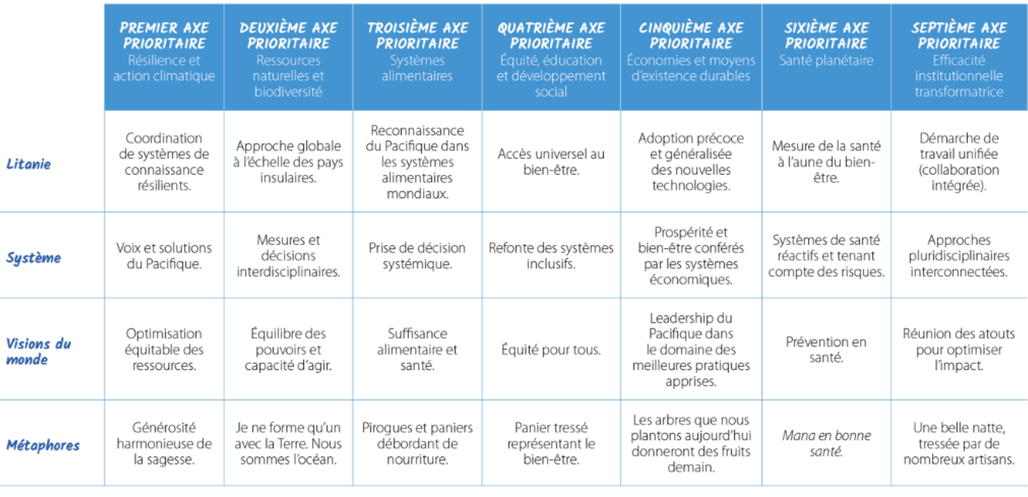 PREMIER AXE
PRIORITAIRE
Résilience et
action climatique
DEUXIÈME AXE
PRIORITAIRE
Ressources
naturelles et
biodiversité
TROISIÈME AXE
PRIORITAIRE
Systèmes
alimentaires
QUATRIÈME AXE
PRIORITAIRE
Équité, éducation
et développement
social
CINQUIÈME AXE
PRIORITAIRE
Économies et moyens
d'existence durables
SIXIÈME AXE
PRIORITAIRE
Santé planétaire
SEPTIÈME AXE
PRIORITAIRE
Efficacité
institutionnelle
transformatrice
Litanie
Coordination
de systèmes de
connaissance
résilients.
Approche globale
à l'échelle des pays
insulaires.
Reconnaissance
du Pacifique dans
les systèmes
alimentaires
mondiaux.
Accès universel au
bien-être.
Adoption précoce
et généralisée
des nouvelles
technologies.
Mesure de la santé
à l'aune du bien-
être.
Démarche de
travail unifiée
(collaboration
intégrée).
Système
Voix et solutions
du Pacifique.
Mesures et
décisions
interdisciplinaires.
Prise de décision
systémique.
Refonte des systèmes
inclusifs.
Prospérité et
bien-être conférés
par les systèmes
économiques.
Systèmes de santé
réactifs et tenant
compte des risques.
Approches
pluridisciplinaires
interconnectées.
Visions du
monde
Optimisation
équitable des
ressources.
Équilibre des
pouvoirs et
capacité d'agir.
Suffisance
alimentaire et
santé.
Équité pour tous.
Leadership du
Pacifique dans
le domaine des
meilleures pratiques
apprises.
Prévention en
santé.
Réunion des atouts
pour optimiser
l'impact.
Métaphores
Générosité
harmonieuse de
la sagesse.
Je ne forme qu'un
avec la Terre. Nous
sommes l'océan.
Pirogues et paniers
débordant de
nourriture.
Panier tressé
représentant le
bien-être.
Les arbres que nous
plantons aujourd'hui
donneront des fruits
demain.
Mana en bonne
santé.
Une belle natte,
tressée par de
nombreux artisans.